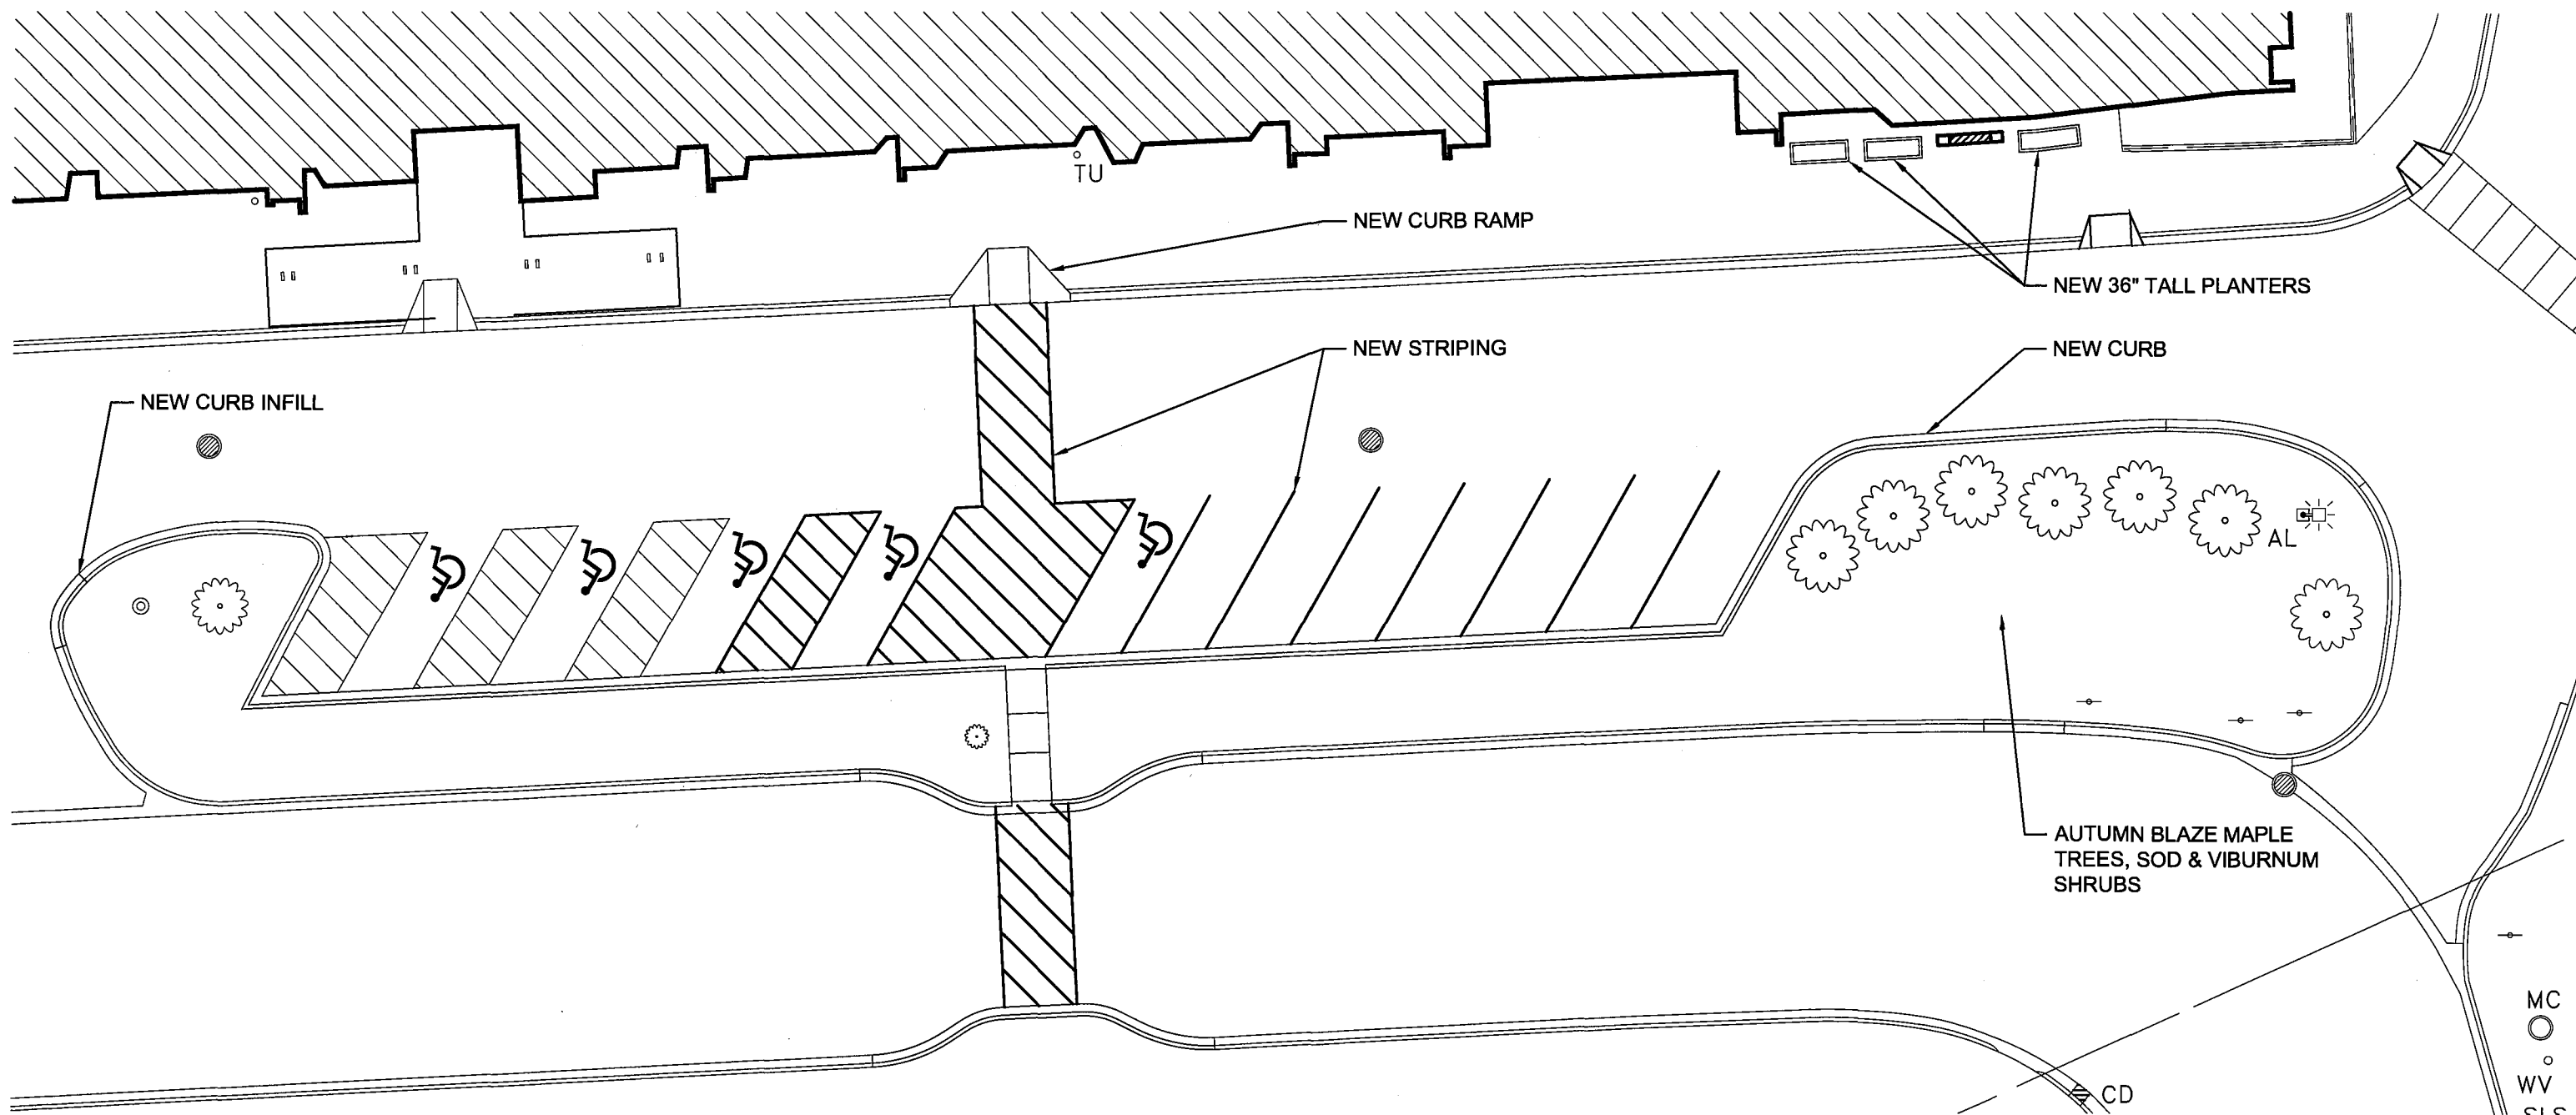 TU
NEW CURB RAMP
NEW 36" TALL PLANTERS
NEW STRIPING
NEW CURB
NEW CURB INFILL
AL
AUTUMN BLAZE MAPLE
TREES, SOD & VIBURNUM
SHRUBS
MC
WV
CD